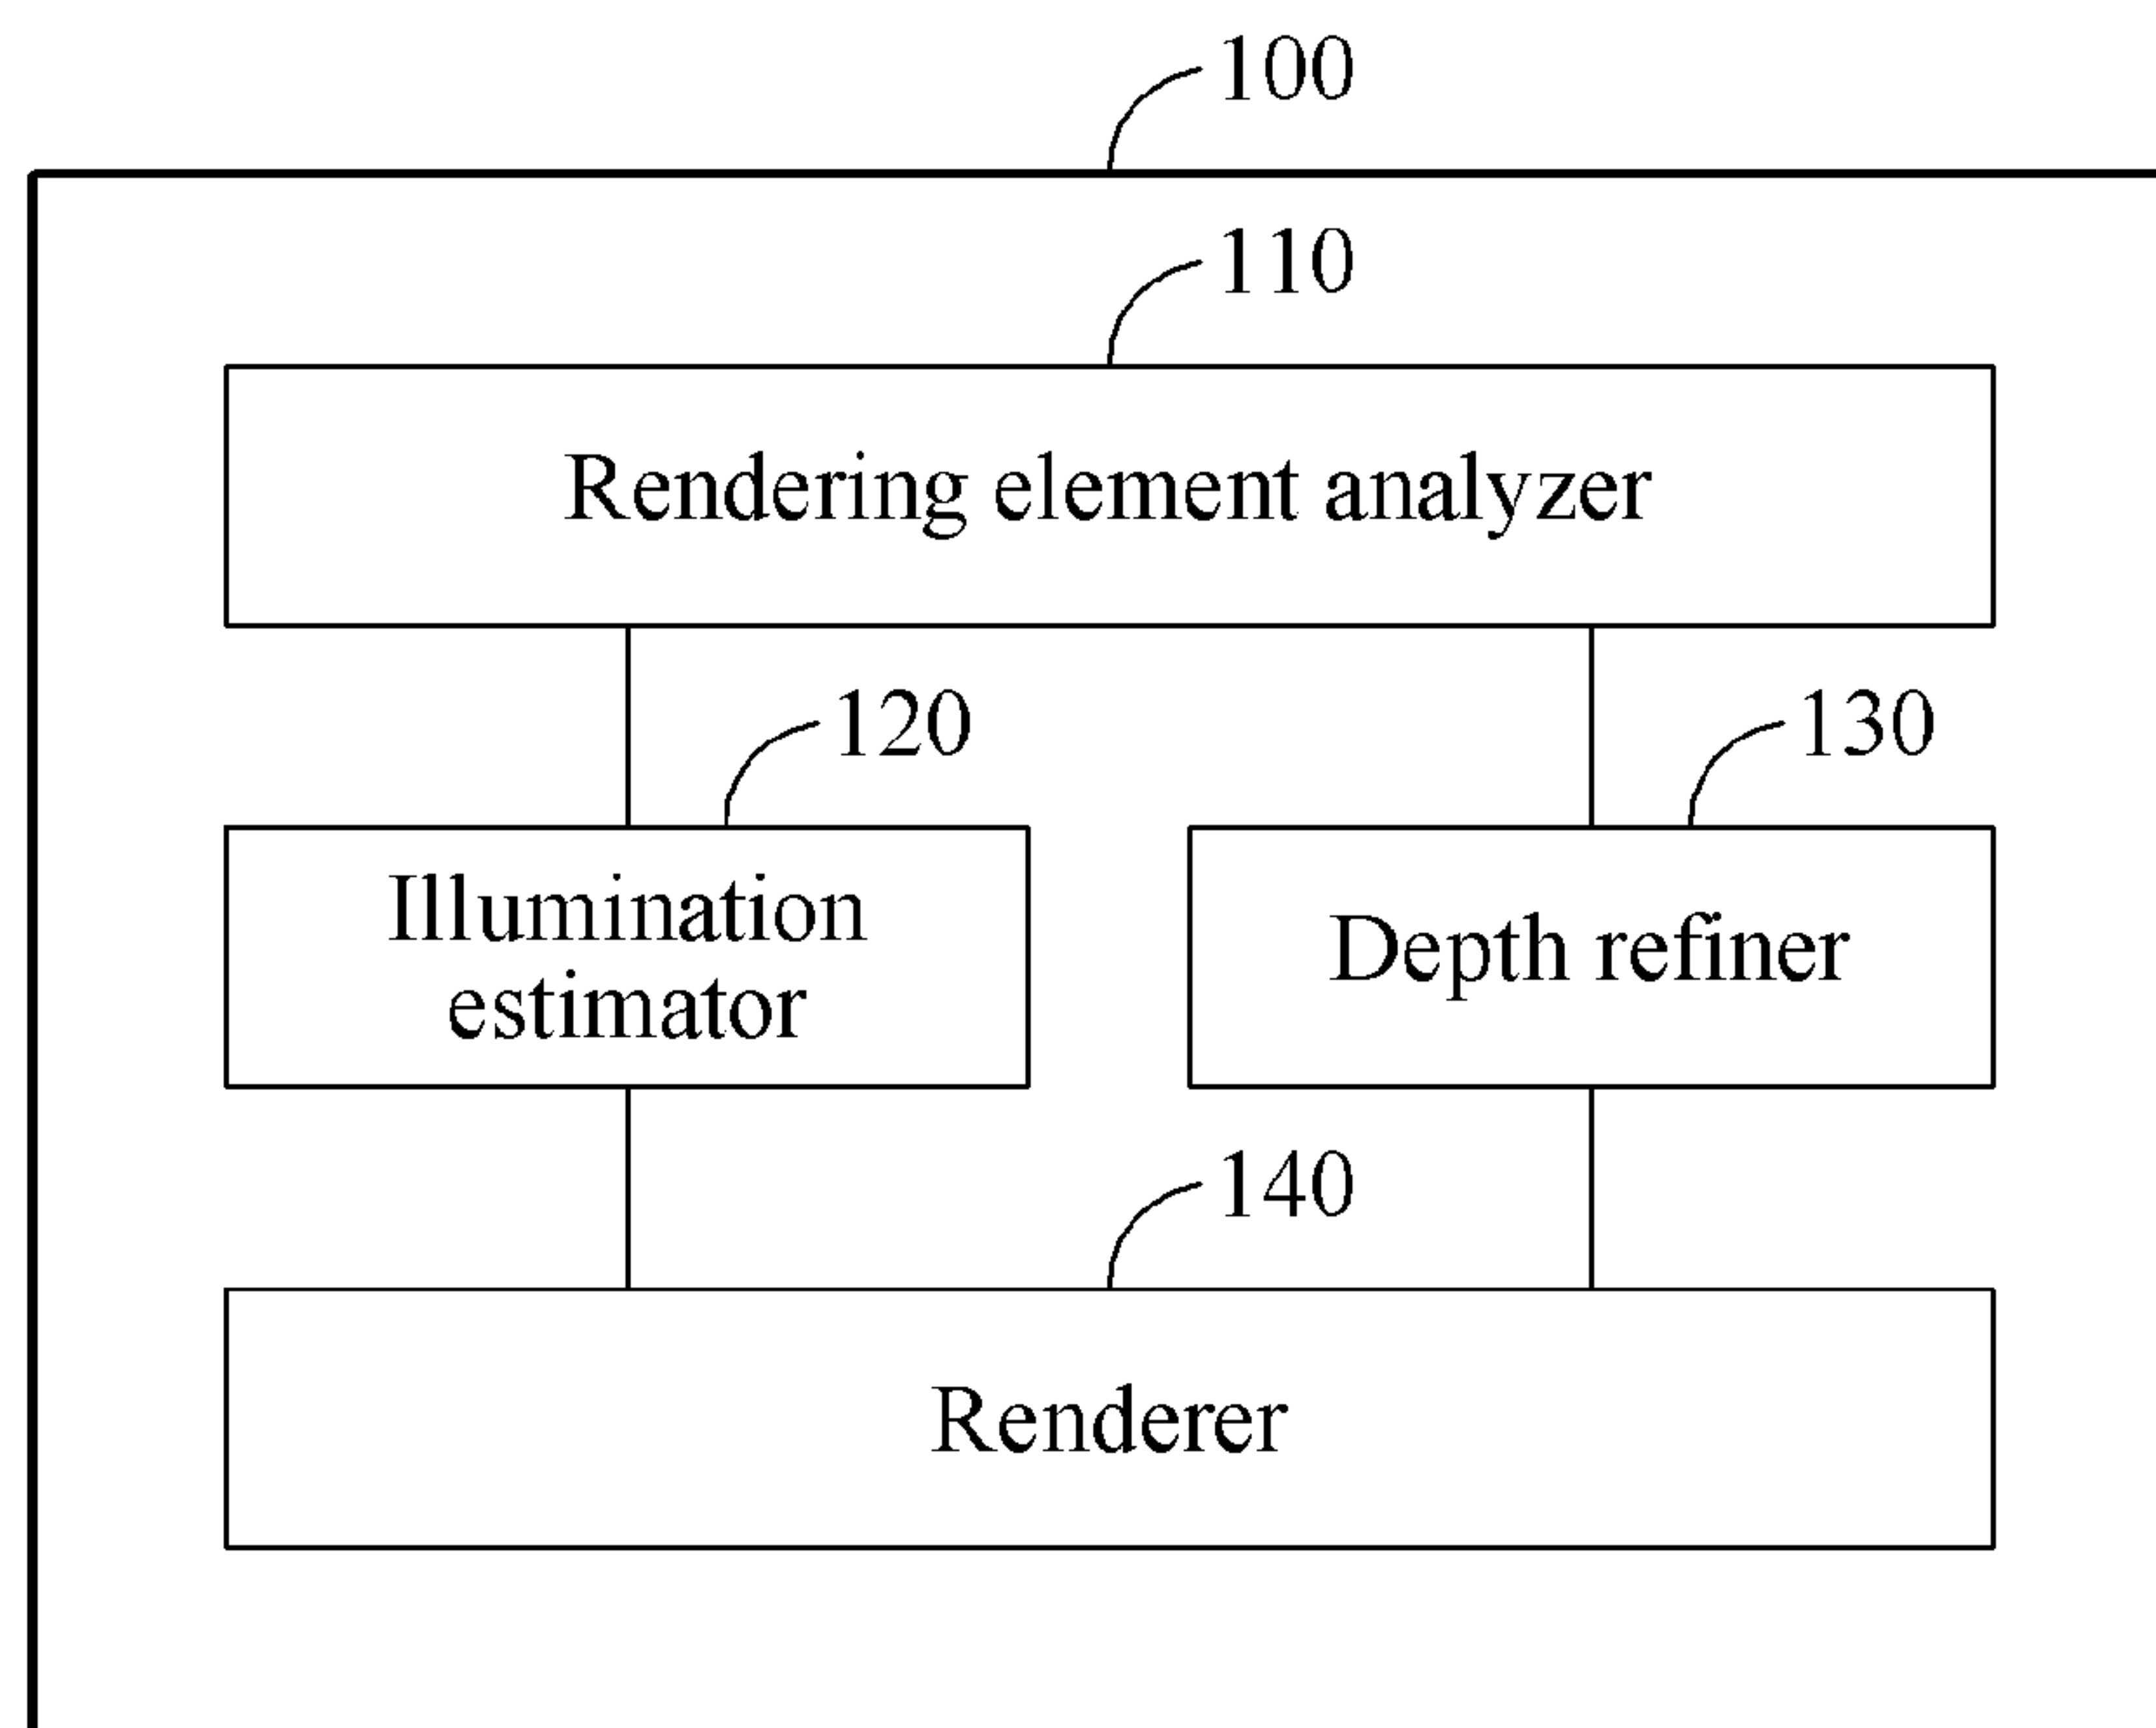 100
110
Rendering element analyzer
120
130
Illumination
estimator
Depth refiner
140
Renderer